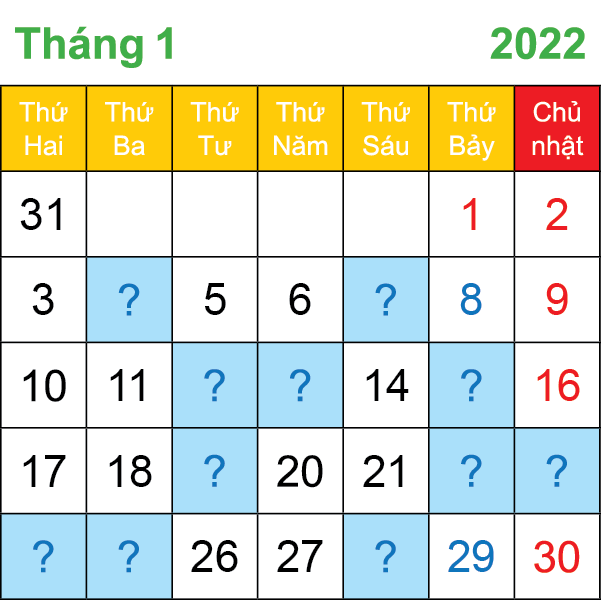 Tháng 1 2022
Thứ Hai Thứ Ba Thứ Tư Thứ Năm Thứ Sáu Thứ Bảy Chủ nhật
31 1 2
3 ? 5 6 ? 8 9
10 11 ? ? 14 ? 16
17 18 ? 20 21 ? ?
? ? 26 27 ? 29 30